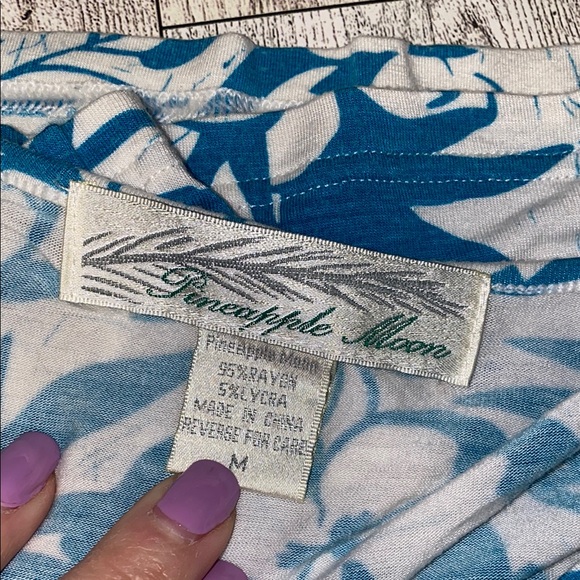 Pineapple Moon
Pineapple Moon
95%RAYON
5%LYCRA
MADE IN CHINA
REVERSE FOR CARE
M